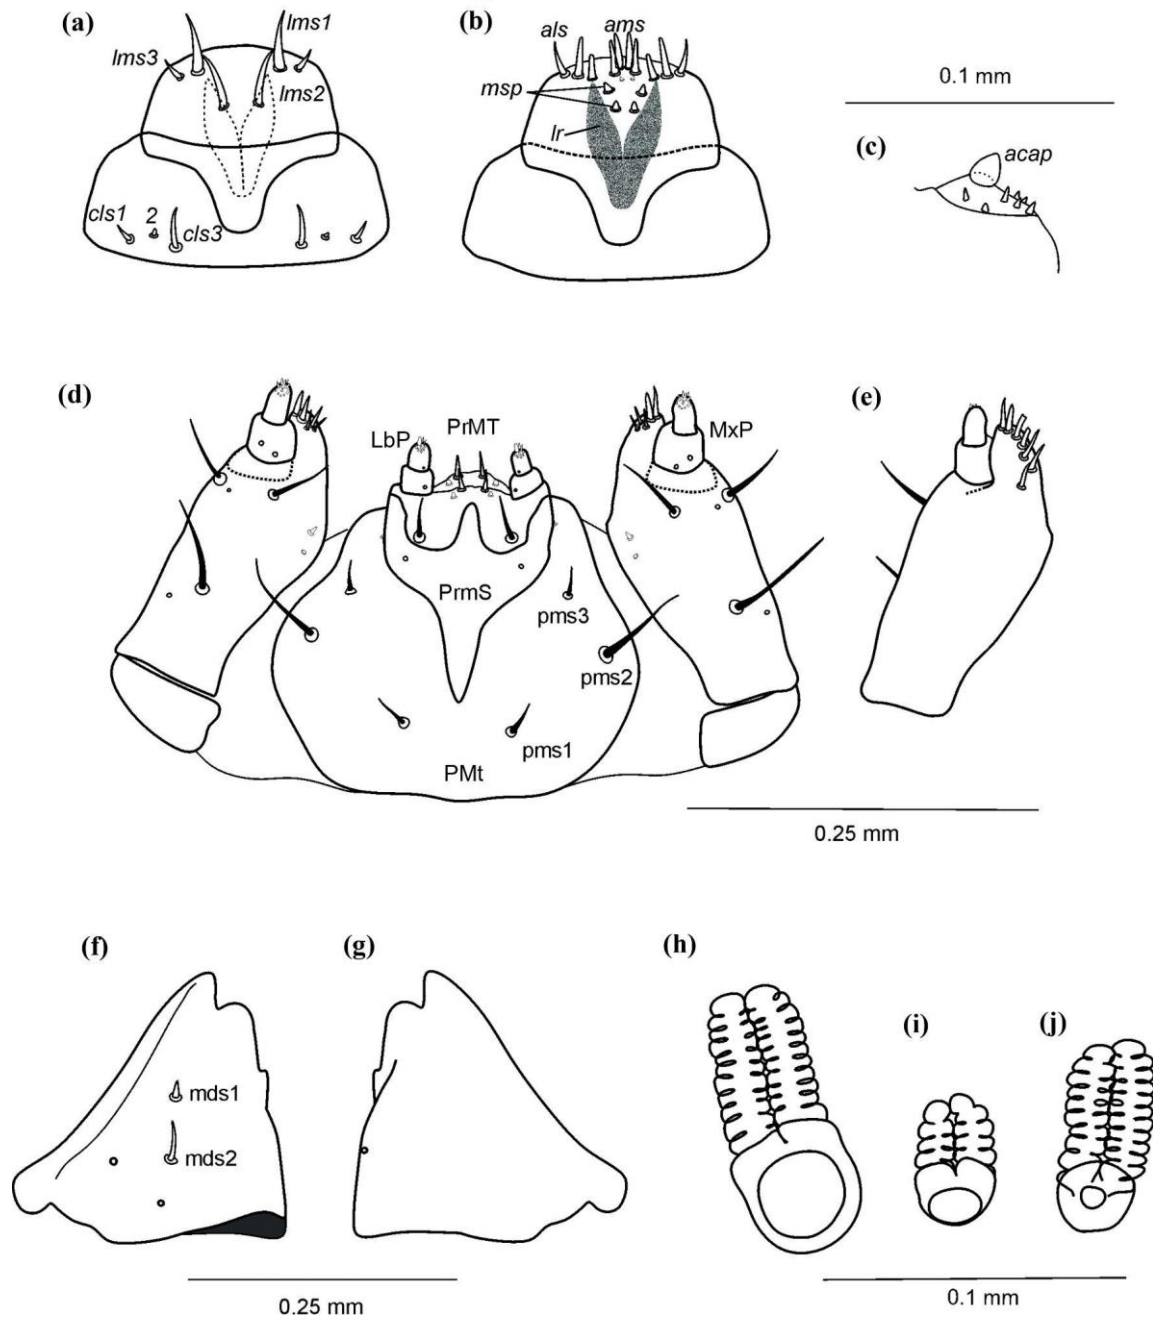 (a)
lms1
lms3
lms2
cls1
2
cls3
(b)
als
ams
msp
lr
0.1 mm
(c)
acap
(d)
LbP
PrMT
MxP
PrmS
pms3
pms2
pms1
PMt
(e)
0.25 mm
(f)
mds1
mds2
(g)
0.25 mm
(h)
(i)
(j)
0.1 mm